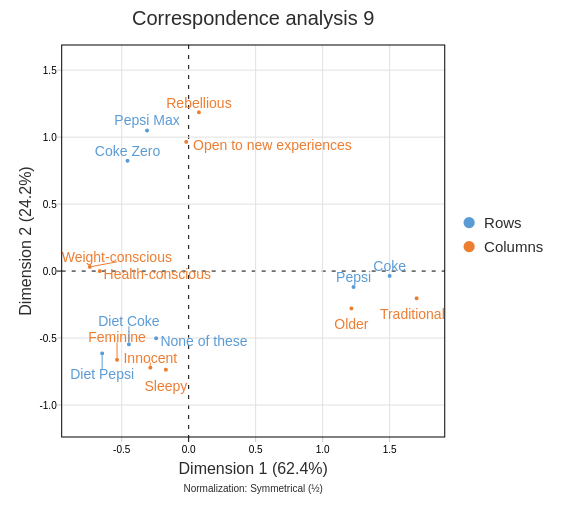 Correspondence analysis 9
1.5
Rebellious
Pepsi Max
1.0
Open to new experiences
Coke Zero
0.5
Dimension 2 (24.2%)
Rows
Columns
Weight-conscious
Coke
0.0
Health-conscious
Pepsi
Traditional
Older
Diet Coke
-0.5
Feminine
None of these
Innocent
Diet Pepsi
Sleepy
-1.0
-0.5
0.0
0.5
1.0
1.5
Dimension 1 (62.4%)
Normalization: Symmetrical (½)